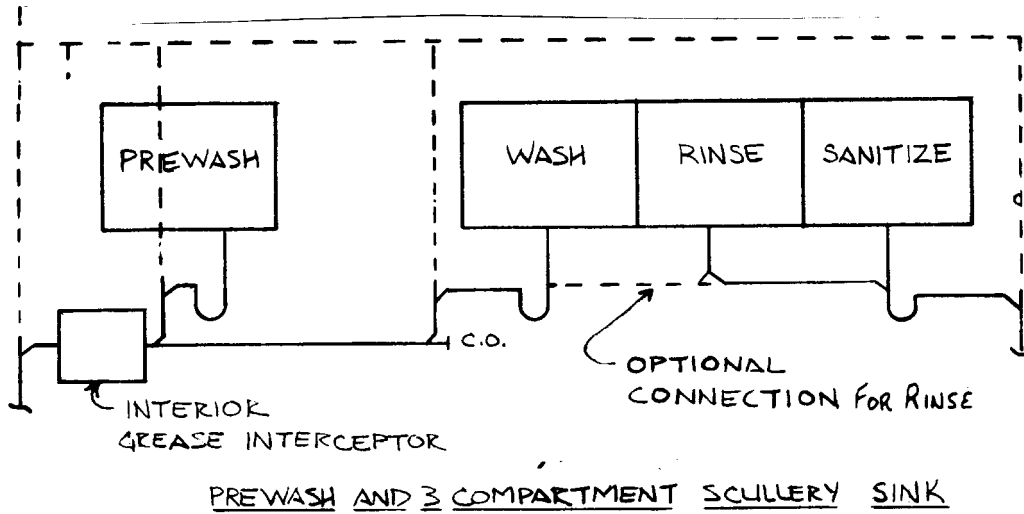 PREWASH
WASH
RINSE
SANITIZE
C.O.
OPTIONAL
CONNECTION FOR RINSE
INTERIOR
GREASE INTERCEPTOR
PREWASH AND 3 COMPARTMENT SCULLERY SINK